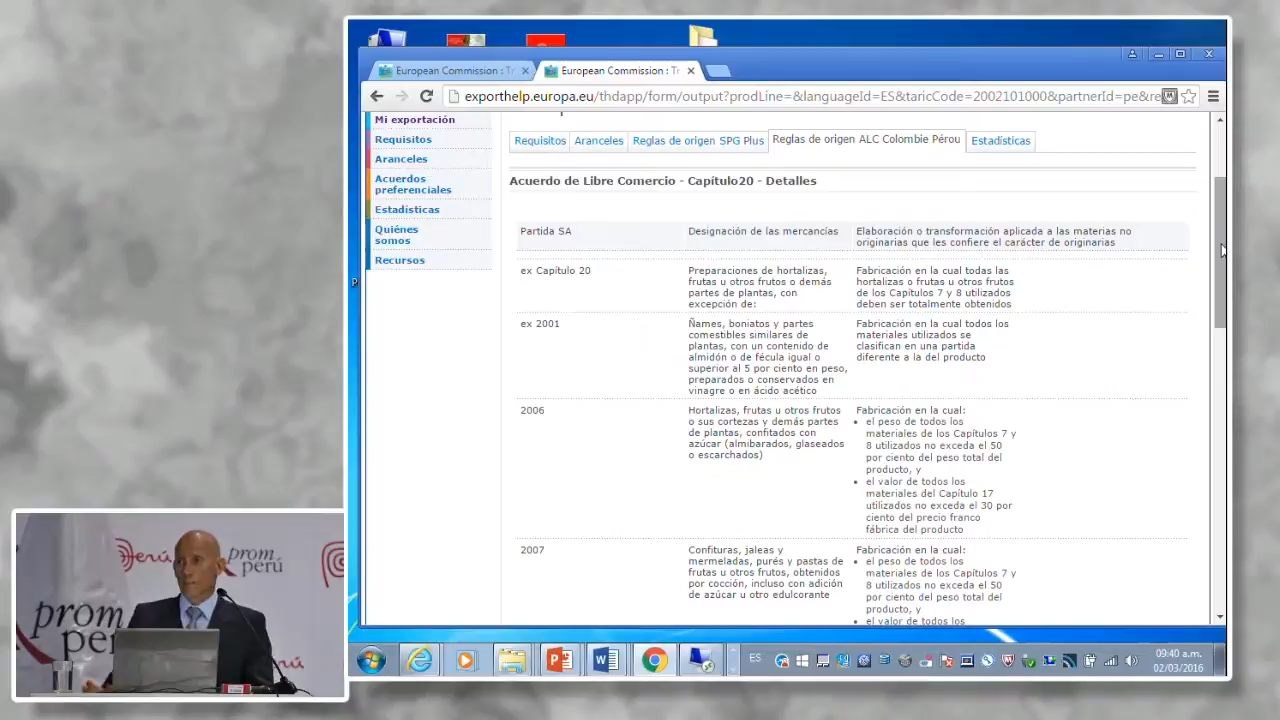 European Commission : Tr
European Commission : Tr
exporthelp.europa.eu/thdapp/form/output?prodLine=&languageId=ES&taricCode=2002101000&partnerId=pe&re
Mi exportación
Requisitos
Aranceles
Acuerdos
preferenciales
Estadísticas
Quiénes
somos
Recursos
Requisitos
Aranceles
Reglas de origen SPG Plus
Reglas de origen ALC Colombie Pérou
Estadísticas
Acuerdo de Libre Comercio - Capítulo20 - Detalles
Partida SA
Designación de las mercancías
Elaboración o transformación aplicada a las materias no
originarias que les confiere el carácter de originarias
ex Capítulo 20
Preparaciones de hortalizas,
frutas u otros frutos o demás
partes de plantas, con
excepción de:
Fabricación en la cual todas las
hortalizas o frutas u otros frutos
de los Capítulos 7 y 8 utilizados
deben ser totalmente obtenidos
ex 2001
Ñames, boniatos y partes
comestibles similares de
plantas, con un contenido de
almidón o de fécula igual o
superior al 5 por ciento en peso,
preparados o conservados en
vinagre o en ácido acético
Fabricación en la cual todos los
materiales utilizados se
clasifican en una partida
diferente a la del producto
2006
Hortalizas, frutas u otros frutos
o sus cortezas y demás partes
de plantas, confitados con
azúcar (almibarados, glaseados
o escarchados)
Fabricación en la cual:
el peso de todos los
materiales de los Capítulos 7 y
8 utilizados no exceda el 50
por ciento del peso total del
producto, y
el valor de todos los
materiales del Capítulo 17
utilizados no exceda el 30 por
ciento del precio franco
fábrica del producto
2007
Confituras, jaleas y
mermeladas, purés y pastas de
frutas u otros frutos, obtenidos
por cocción, incluso con adición
de azúcar u otro edulcorante
Fabricación en la cual:
el peso de todos los
materiales de los Capítulos 7 y
8 utilizados no exceda el 50
por ciento del peso total del
producto, y
el valor de todos los
ES
09:40 a.m.
02/03/2016
Perú
prom
perú
prom
pe